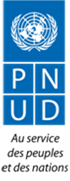 P N
U D
Au service
des peuples
et des nations